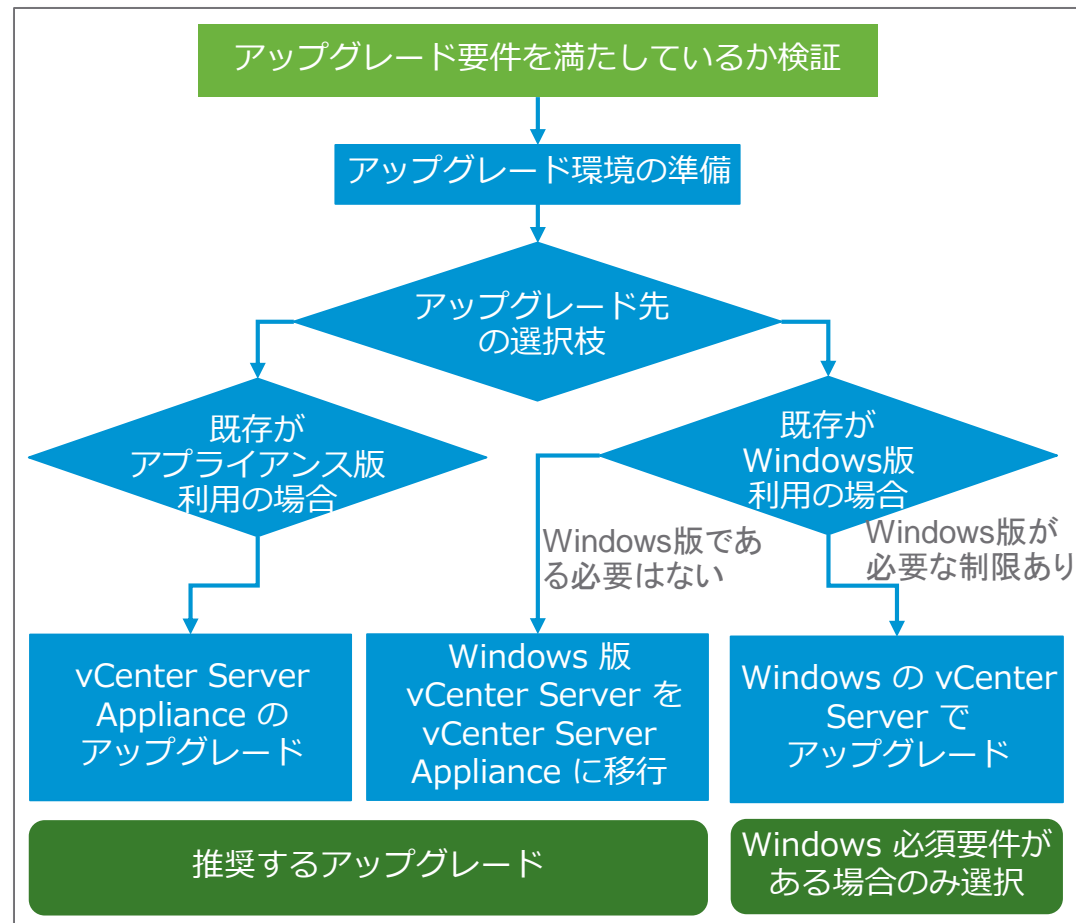 アップグレード要件を満たしているか検証
アップグレード環境の準備
アップグレード先
の選択枝
既存が
アプライアンス版
利用の場合
既存が
Windows版
利用の場合
Windows版であ
る必要はない
Windows版が
必要な制限あり
vCenter Server
Appliance の
アップグレード
Windows 版
vCenter Server を
vCenter Server
Appliance に移行
Windows の vCenter
Server で
アップグレード
推奨するアップグレード
Windows 必須要件が
ある場合のみ選択